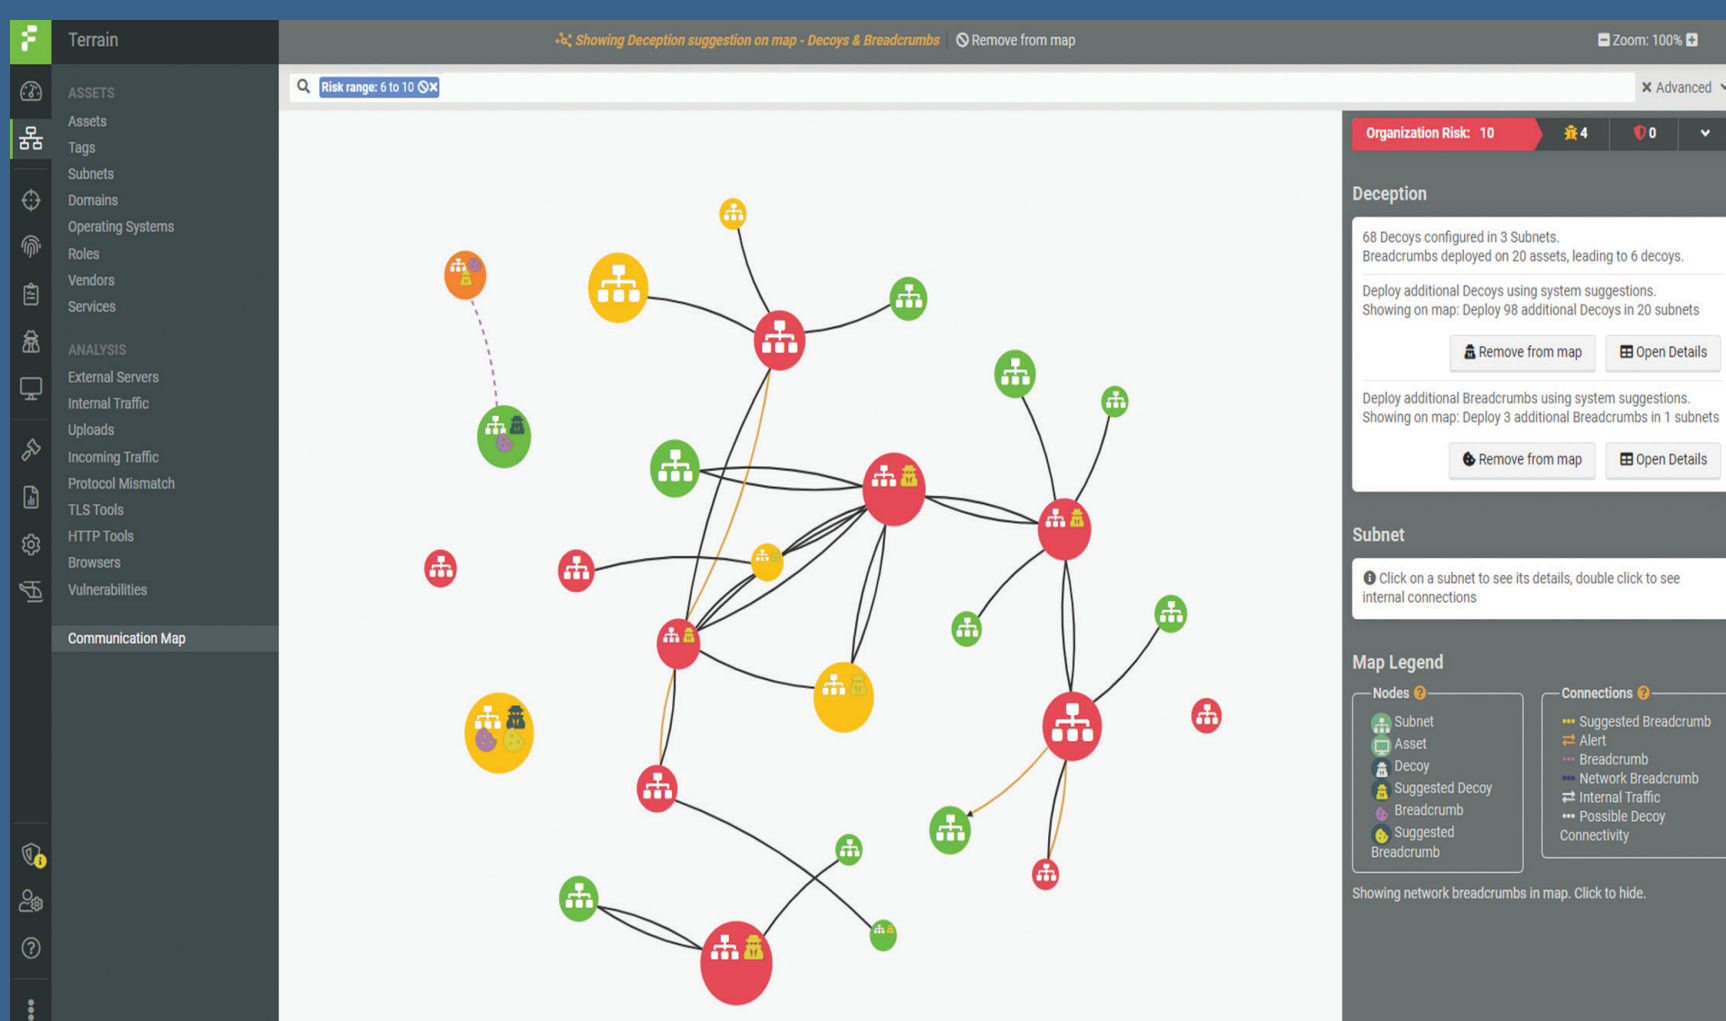 Terrain
Showing Deception suggestion on map - Decoys & Breadcrumbs
Remove from map
Zoom: 100%
Risk range: 6 to 10
Advanced
ASSETS
Assets
Tags
Subnets
Domains
Operating Systems
Roles
Vendors
Services
ANALYSIS
External Servers
Internal Traffic
Uploads
Incoming Traffic
Protocol Mismatch
TLS Tools
HTTP Tools
Browsers
Vulnerabilities
Communication Map
Organization Risk: 10
4
0
Deception
68 Decoys configured in 3 Subnets.
Breadcrumbs deployed on 20 assets, leading to 6 decoys.
Deploy additional Decoys using system suggestions.
Showing on map: Deploy 98 additional Decoys in 20 subnets
Remove from map
Open Details
Deploy additional Breadcrumbs using system suggestions.
Showing on map: Deploy 3 additional Breadcrumbs in 1 subnets
Remove from map
Open Details
Subnet
Click on a subnet to see its details, double click to see
internal connections
Map Legend
Nodes
Subnet
Asset
Decoy
Suggested Decoy
Breadcrumb
Suggested
Breadcrumb
Connections
Suggested Breadcrumb
Alert
Breadcrumb
Network Breadcrumb
Internal Traffic
Possible Decoy
Connectivity
Showing network breadcrumbs in map. Click to hide.